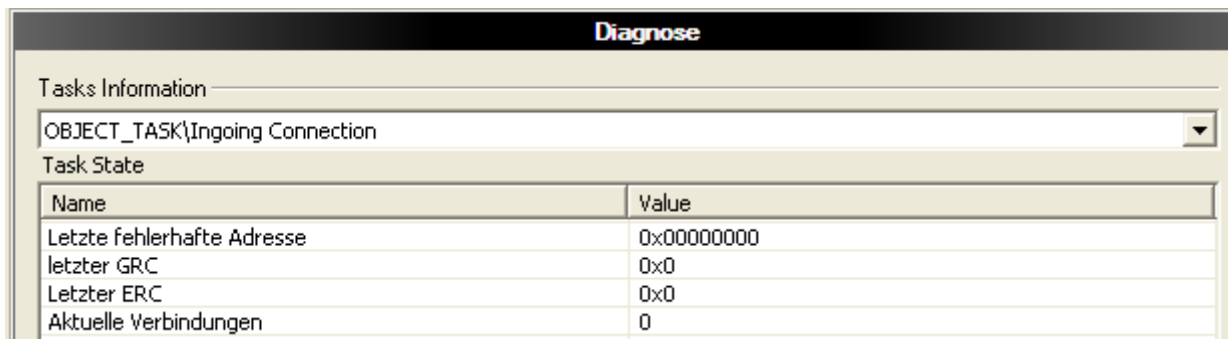 Diagnose
Tasks Information
OBJECT_TASK\Ingoing Connection
Task State
Name Value
Letzte fehlerhafte Adresse 0x00000000
letzter GRC 0x0
Letzter ERC 0x0
Aktuelle Verbindungen 0